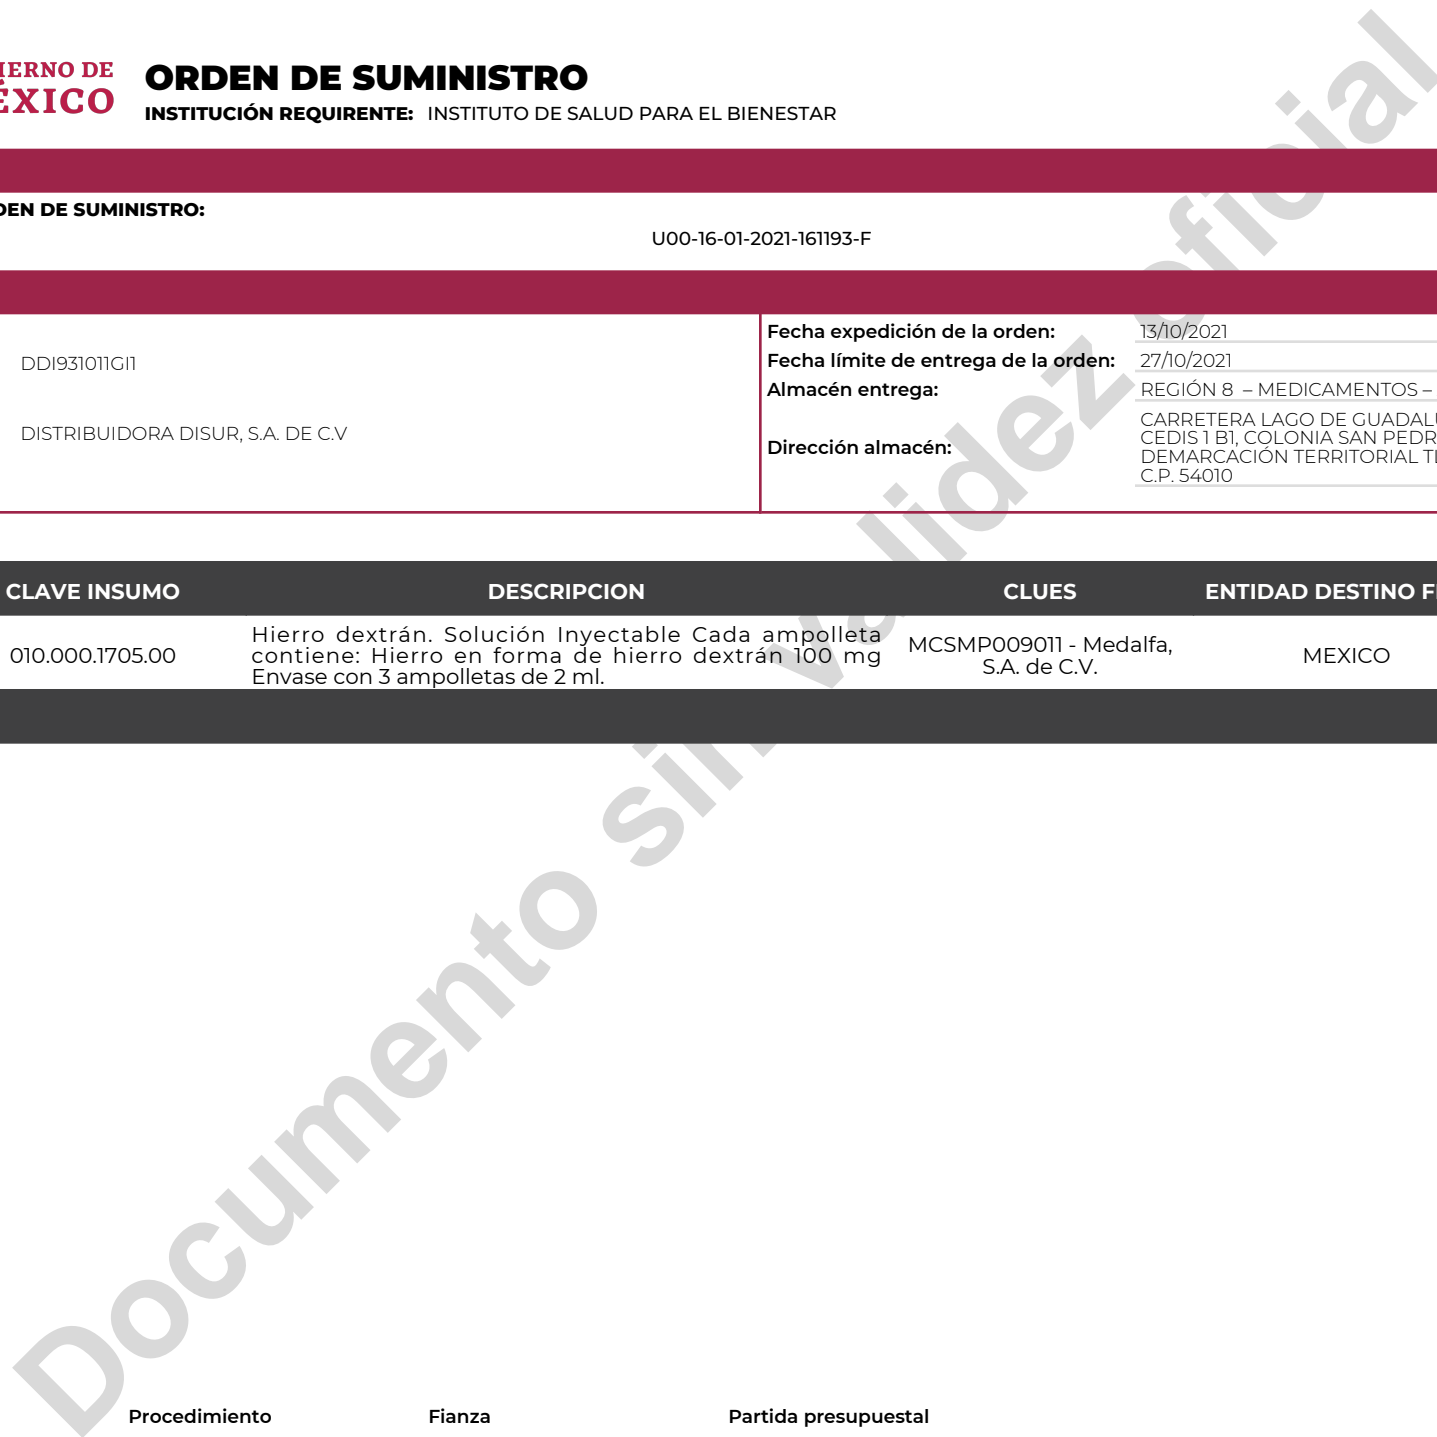 IERNO DE
ÉXICO
ORDEN DE SUMINISTRO
INSTITUCIÓN REQUIRENTE: INSTITUTO DE SALUD PARA EL BIENESTAR
DEN DE SUMINISTRO:
U00-16-01-2021-161193-F
DDI931011GI1
DISTRIBUIDORA DISUR, S.A. DE C.V
Fecha expedición de la orden: 13/10/2021
Fecha límite de entrega de la orden: 27/10/2021
Almacén entrega: REGIÓN 8 – MEDICAMENTOS –
Dirección almacén:
CARRETERA LAGO DE GUADALU
CEDIS 1 B1, COLONIA SAN PEDR
DEMARCACIÓN TERRITORIAL TL
C.P. 54010
CLAVE INSUMO DESCRIPCION CLUES ENTIDAD DESTINO FI
010.000.1705.00
Hierro dextrán. Solución Inyectable Cada ampolleta
contiene: Hierro en forma de hierro dextrán 100 mg
Envase con 3 ampolletas de 2 ml.
MCSMP009011 - Medalfa,
S.A. de C.V.
MEXICO
Documento sin validez oficial
Procedimiento Fianza Partida presupuestal